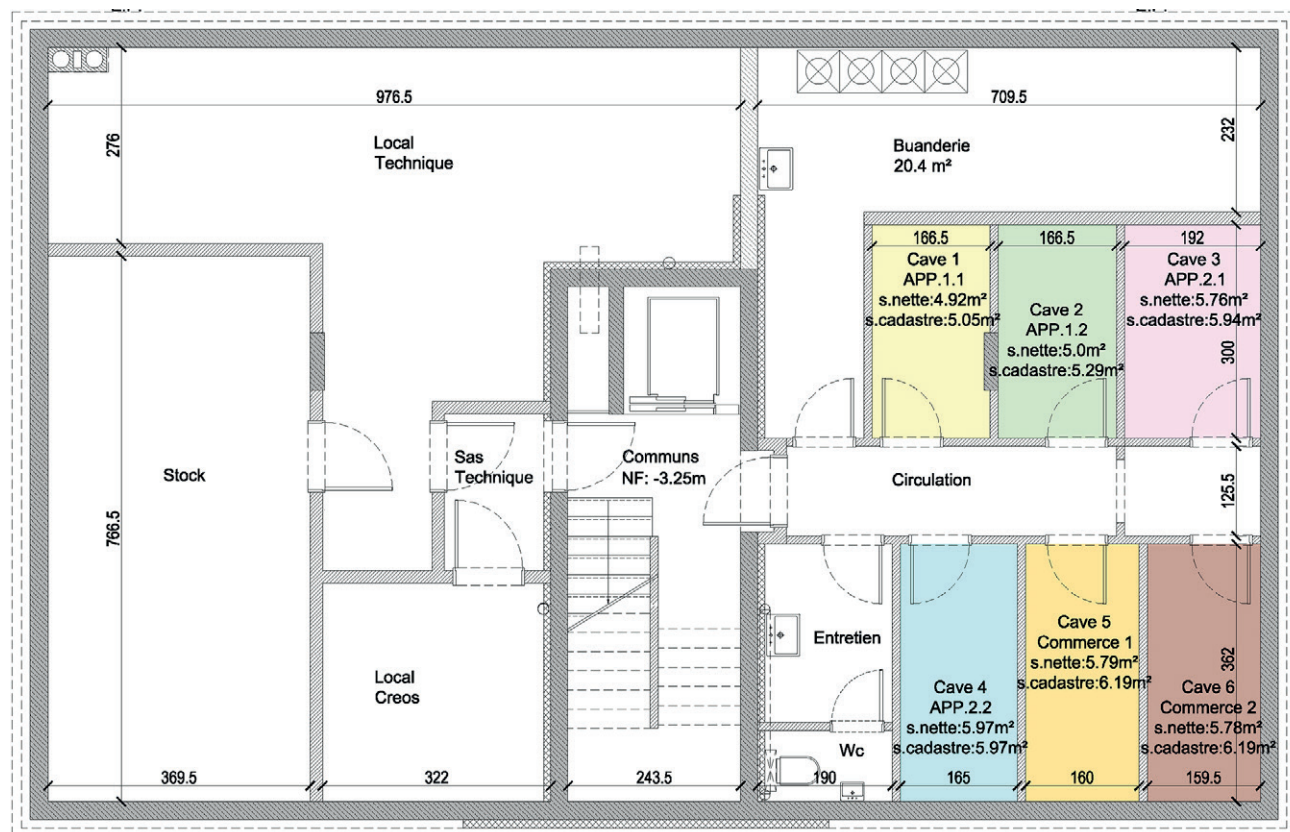 976.5
709.5
276
Local
Technique
232
Buanderie
20.4 m²
166.5
166.5
192
Cave 1
APP.1.1
s.nette:4.92m²
s.cadastre:5.05m²
Cave 2
APP.1.2
s.nette:5.0m²
s.cadastre:5.29m²
Cave 3
APP.2.1
s.nette:5.76m²
s.cadastre:5.94m²
300
Stock
Sas
Technique
Communs
NF: -3.25m
Circulation
125.5
766.5
Entretien
Cave 5
Commerce 1
s.nette:5.79m²
s.cadastre:6.19m²
362
Local
Creos
Cave 4
APP.2.2
s.nette:5.97m²
s.cadastre:5.97m²
Cave 6
Commerce 2
s.nette:5.78m²
s.cadastre:6.19m²
Wc
369.5
322
243.5
190
165
160
159.5